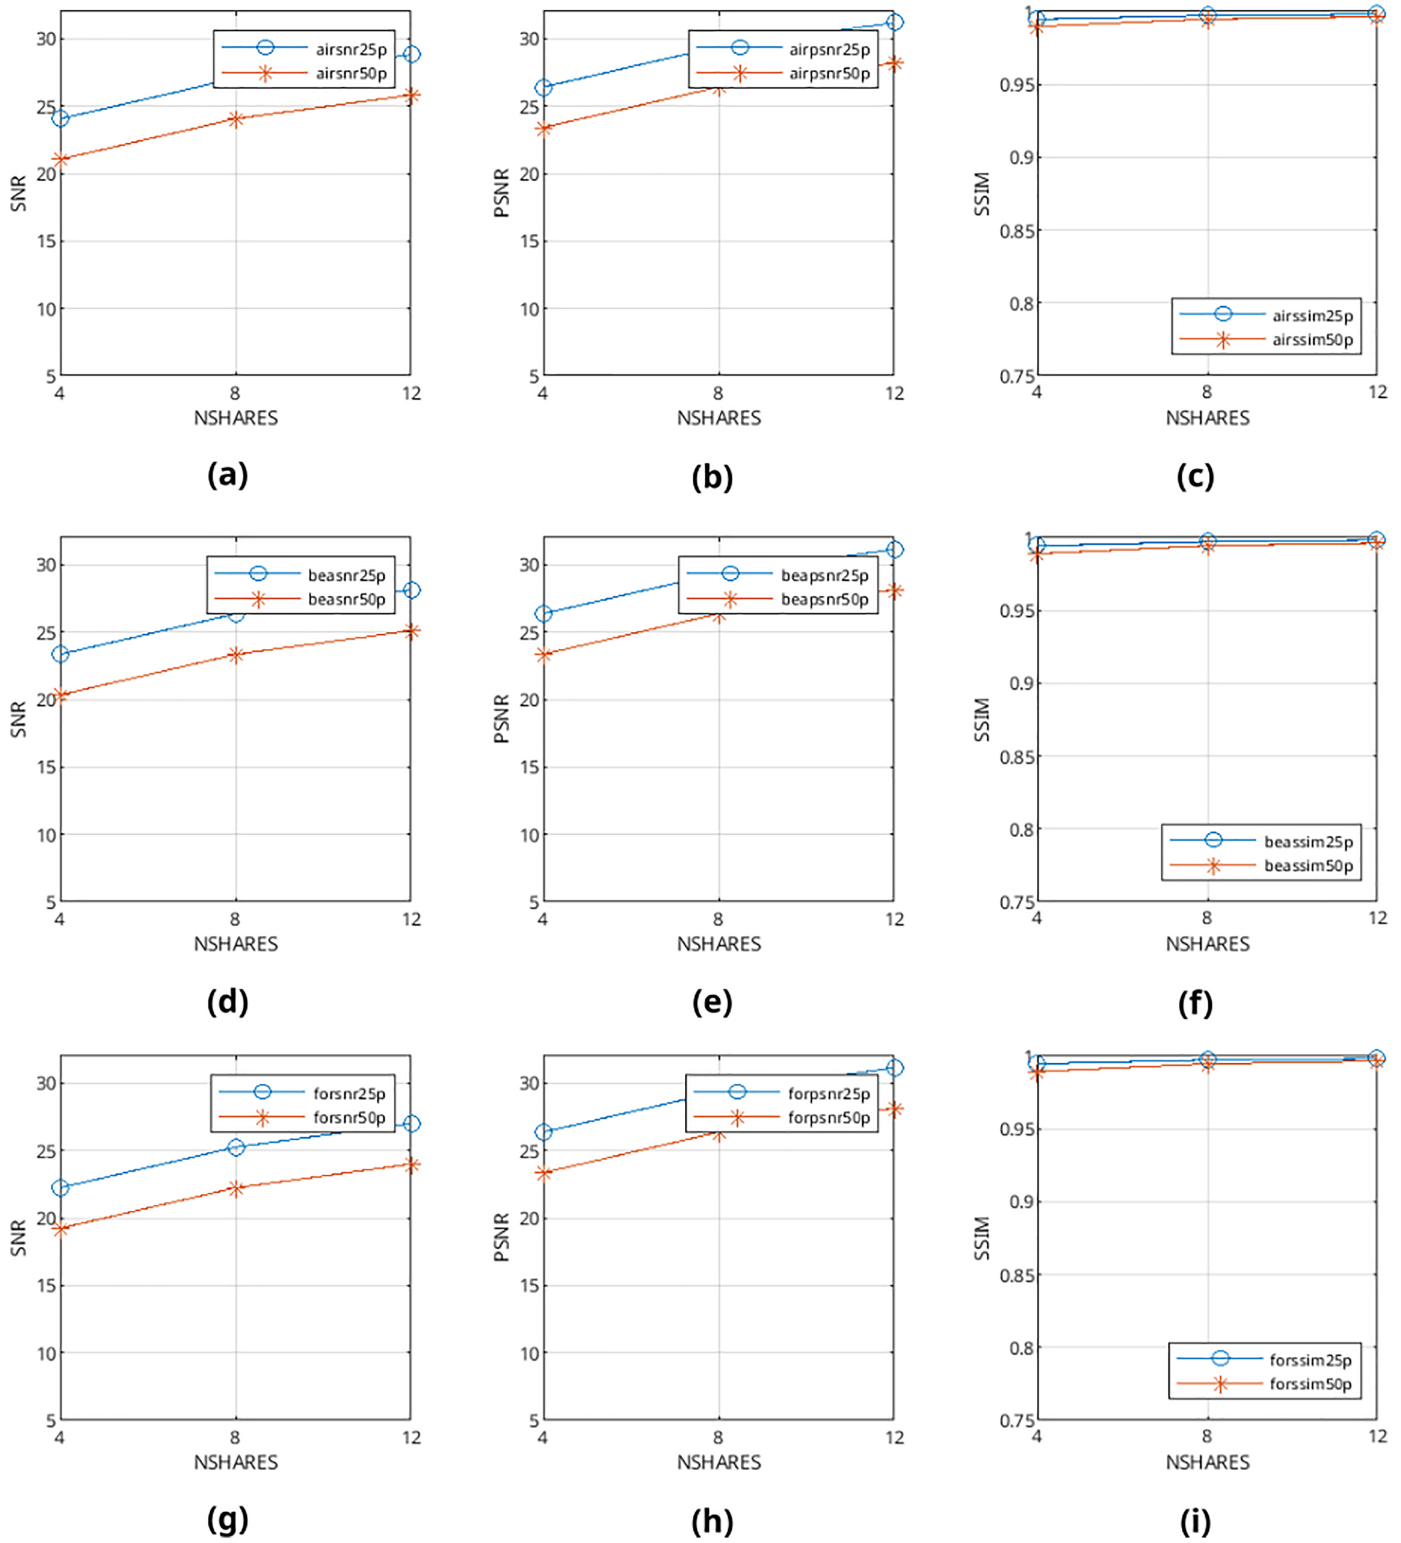 30
25
20
15
10
5
SNR
4 8 12
NSHARES
airsnr25p
airsnr50p
(a)
30
25
20
15
10
5
PSNR
4 8 12
NSHARES
airpsnr25p
airpsnr50p
(b)
1
0.95
0.9
0.85
0.8
0.75
SSIM
4 8 12
NSHARES
airssim25p
airssim50p
(c)
30
25
20
15
10
5
SNR
4 8 12
NSHARES
beasnr25p
beasnr50p
(d)
30
25
20
15
10
5
PSNR
4 8 12
NSHARES
beapsnr25p
beapsnr50p
(e)
1
0.95
0.9
0.85
0.8
0.75
SSIM
4 8 12
NSHARES
beassim25p
beassim50p
(f)
30
25
20
15
10
5
SNR
4 8 12
NSHARES
forsnr25p
forsnr50p
(g)
30
25
20
15
10
5
PSNR
4 8 12
NSHARES
forpsnr25p
forpsnr50p
(h)
1
0.95
0.9
0.85
0.8
0.75
SSIM
4 8 12
NSHARES
forssim25p
forssim50p
(i)